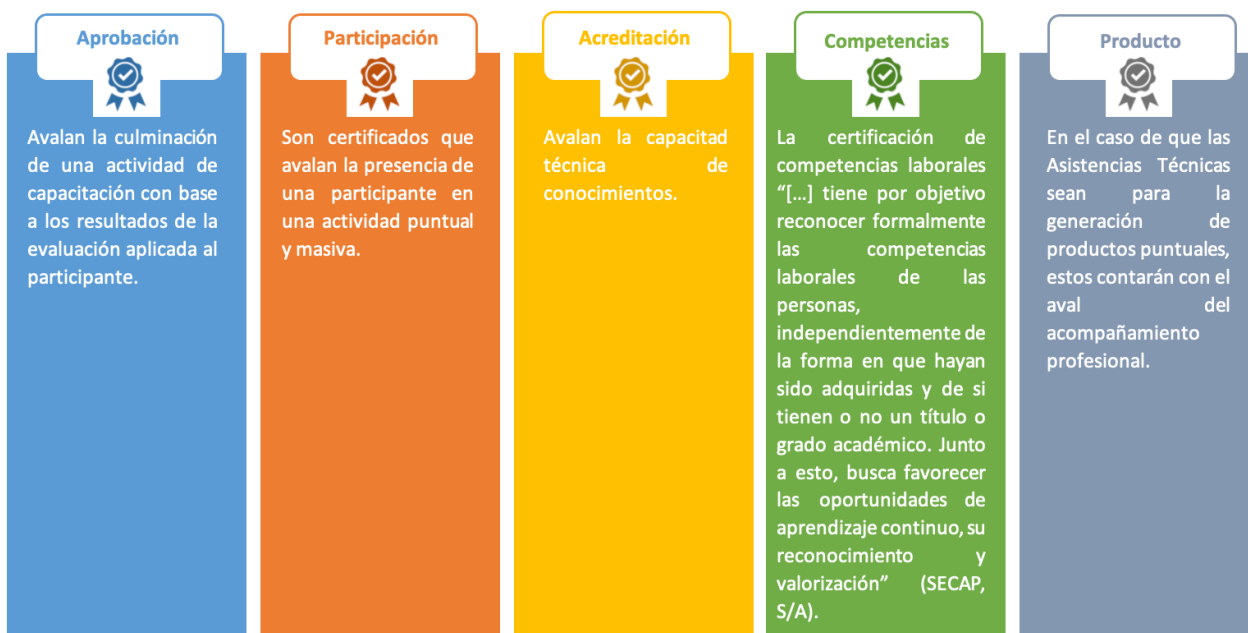 Aprobación
Avalan la culminación
de una actividad de
capacitación con base
a los resultados de la
evaluación aplicada al
participante.
Participación
Son certificados que
avalan la presencia de
una participante en
una actividad puntual
y masiva.
Acreditación
Avalan la capacitad
técnica de
conocimientos.
Competencias
La certificación de
competencias laborales
“[...] tiene por objetivo
reconocer formalmente
las competencias
laborales de las
personas,
independientemente de
la forma en que hayan
sido adquiridas y de si
tienen o no un título o
grado académico. Junto
a esto, busca favorecer
las oportunidades de
aprendizaje continuo, su
reconocimiento y
valorización” (SECAP,
S/A).
Producto
En el caso de que las
Asistencias Técnicas
sean para la
generación de
productos puntuales,
estos contarán con el
aval del
acompañamiento
profesional.